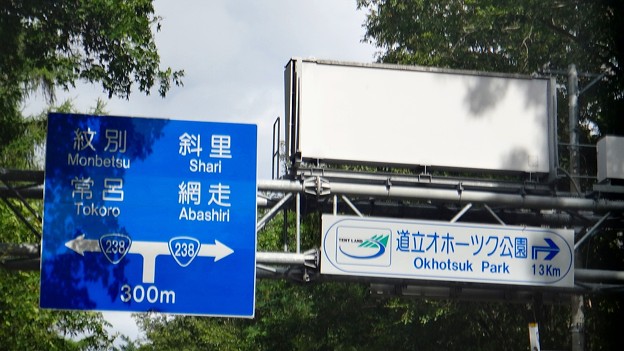 紋別 斜里
Monbetsu Shari
常呂 網走
Tokoro Abashiri
238 238
300m
TENT LAND
道立オホーツク公園
Okhotsuk Park 13Km